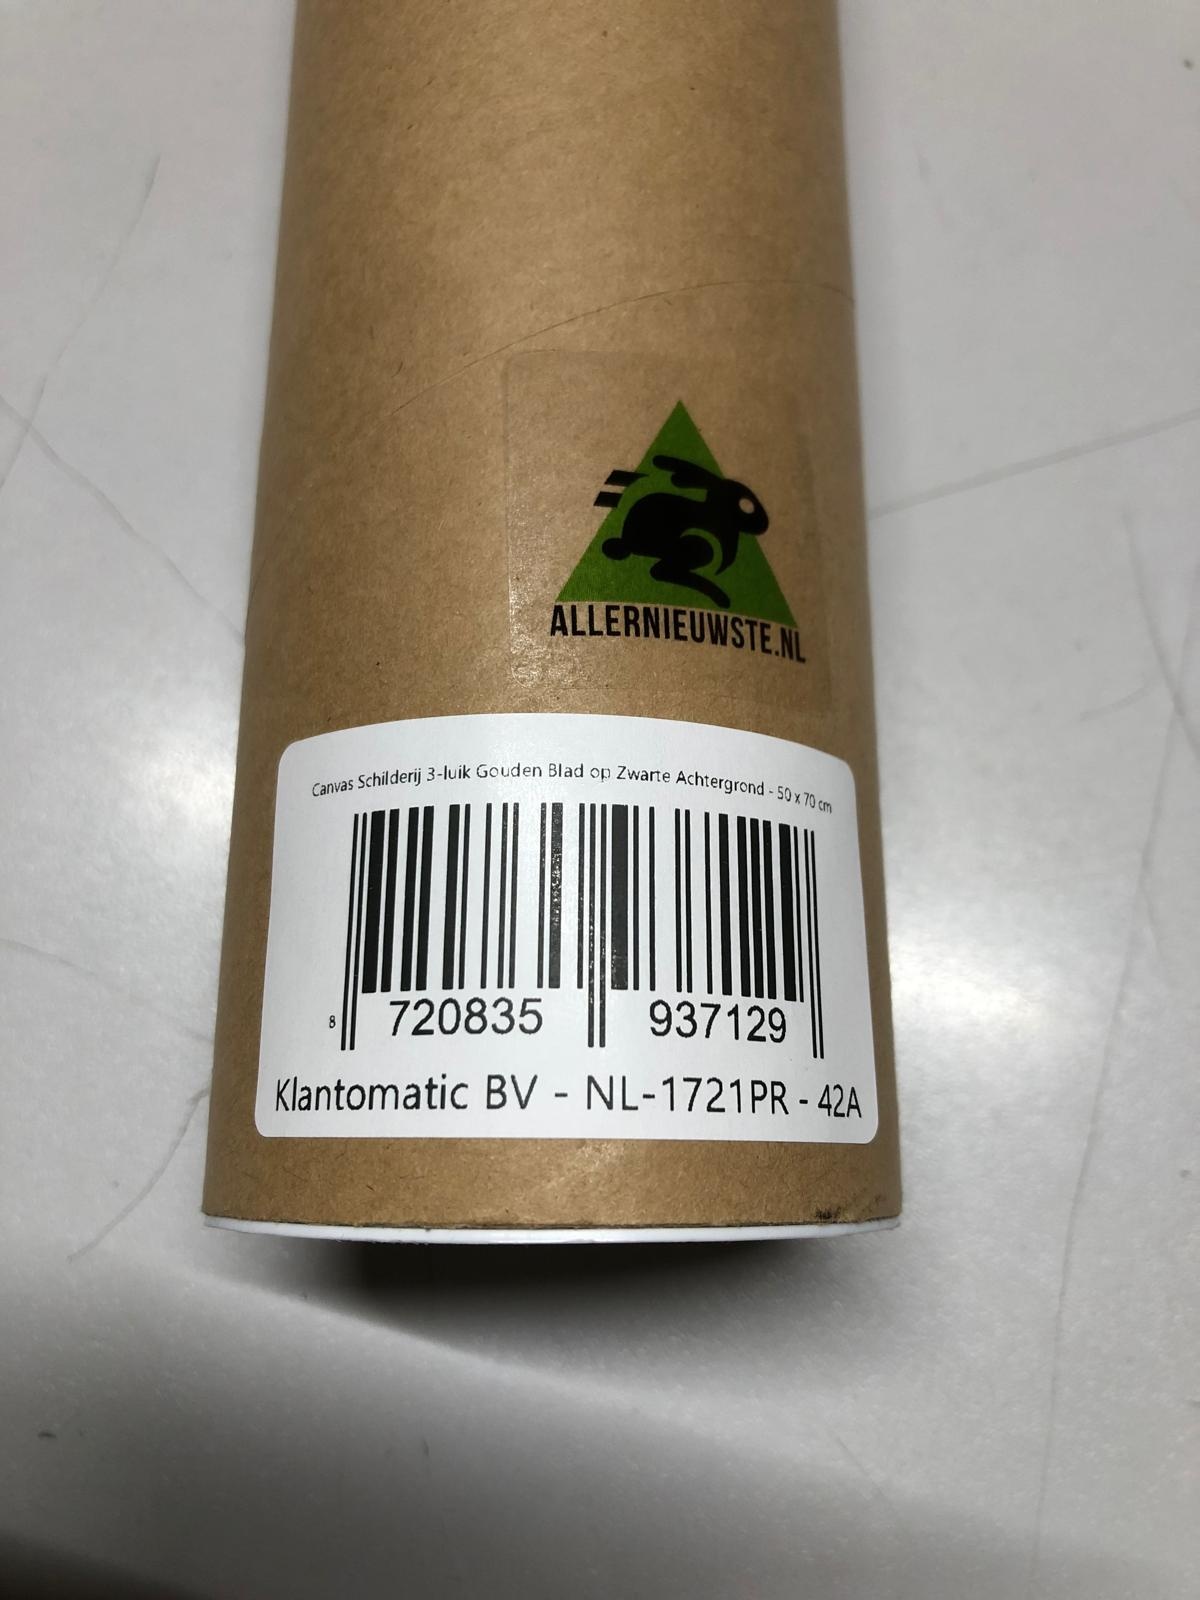 ALLERNIEUWSTE.NL
Canvas Schilderij 3-luik Gouden Blad op Zwarte Achtergrond - 50 x 70 cm
8 720835 937129
Klantomatic BV - NL-1721PR - 42A